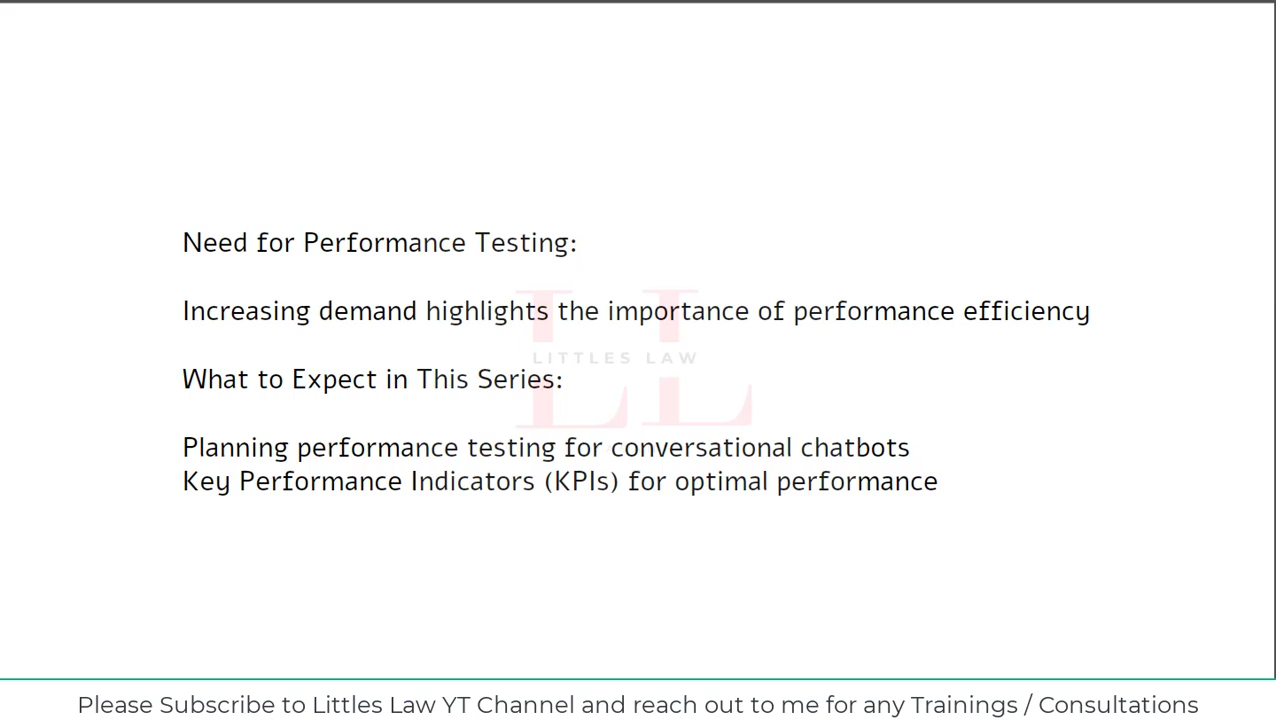 Need for Performance Testing:
Increasing demand highlights the importance of performance efficiency
LITTLES LAW
What to Expect in This Series:
Planning performance testing for conversational chatbots
Key Performance Indicators (KPIs) for optimal performance
Please Subscribe to Littles Law YT Channel and reach out to me for any Trainings / Consultations